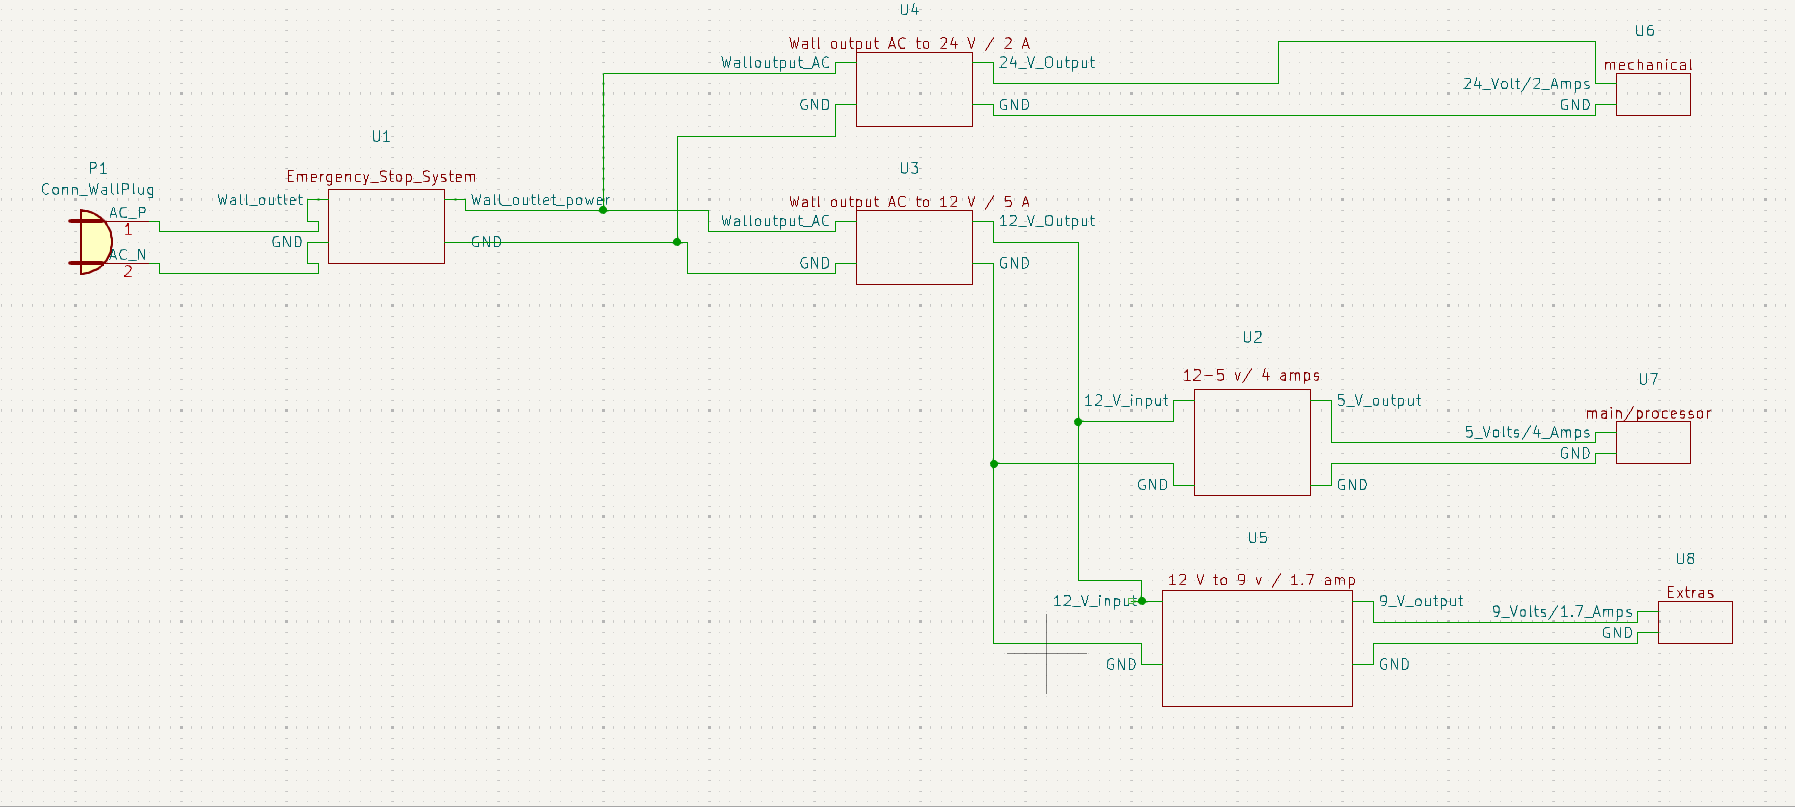 U4
Wall output AC to 24 V / 2 A
Walloutput_AC
24_V_Output
GND
GND
U6
mechanical
24_Volt/2_Amps
GND
U1
Emergency_Stop_System
Wall_outlet
Wall_outlet_power
GND
GND
P1
Conn_WallPlug
AC_P
1
AC_N
2
U3
Wall output AC to 12 V / 5 A
Walloutput_AC
12_V_Output
GND
GND
U2
12-5 v/ 4 amps
12_V_input
5_V_output
GND
GND
U7
main/processor
5_Volts/4_Amps
GND
U5
12 V to 9 v / 1.7 amp
12_V_input
9_V_output
GND
GND
U8
Extras
9_Volts/1.7_Amps
GND